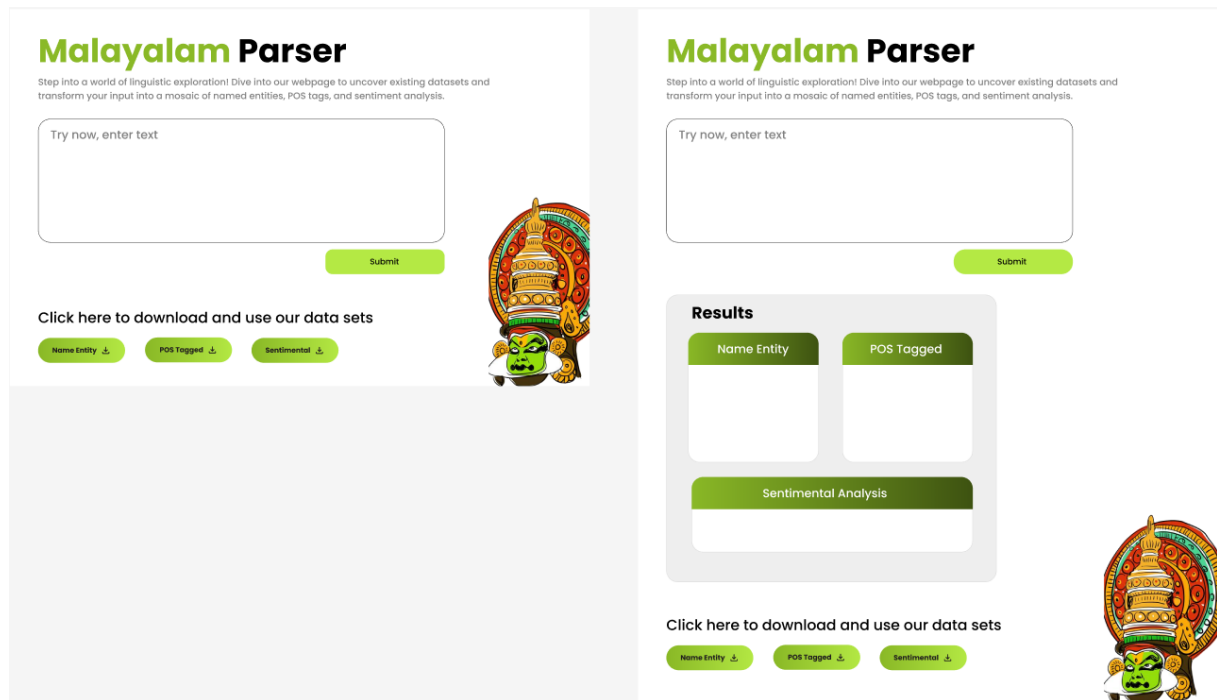 Malayalam Parser
Step into a world of linguistic exploration! Dive into our webpage to uncover existing datasets and
transform your input into a mosaic of named entities, POS tags, and sentiment analysis.
Try now, enter text
Submit
Click here to download and use our data sets
Name Entity
POS Tagged
Sentimental
Malayalam Parser
Step into a world of linguistic exploration! Dive into our webpage to uncover existing datasets and
transform your input into a mosaic of named entities, POS tags, and sentiment analysis.
Try now, enter text
Submit
Results
Name Entity
POS Tagged
Sentimental Analysis
Click here to download and use our data sets
Name Entity
POS Tagged
Sentimental